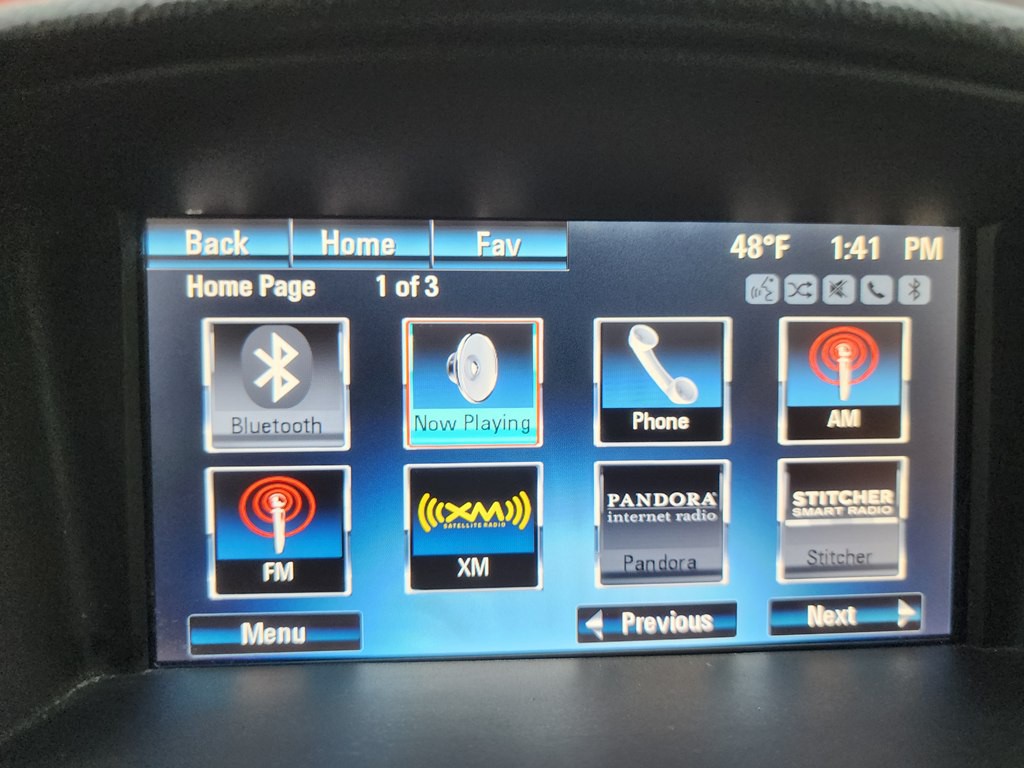 Back Home Fav 48°F 1:41 PM
Home Page 1 of 3
Bluetooth
Now Playing
Phone
AM
FM
XM
SATELLITE RADIO
XM
PANDORA®
internet radio
Pandora
STITCHER
SMART RADIO
Stitcher
Menu Previous Next